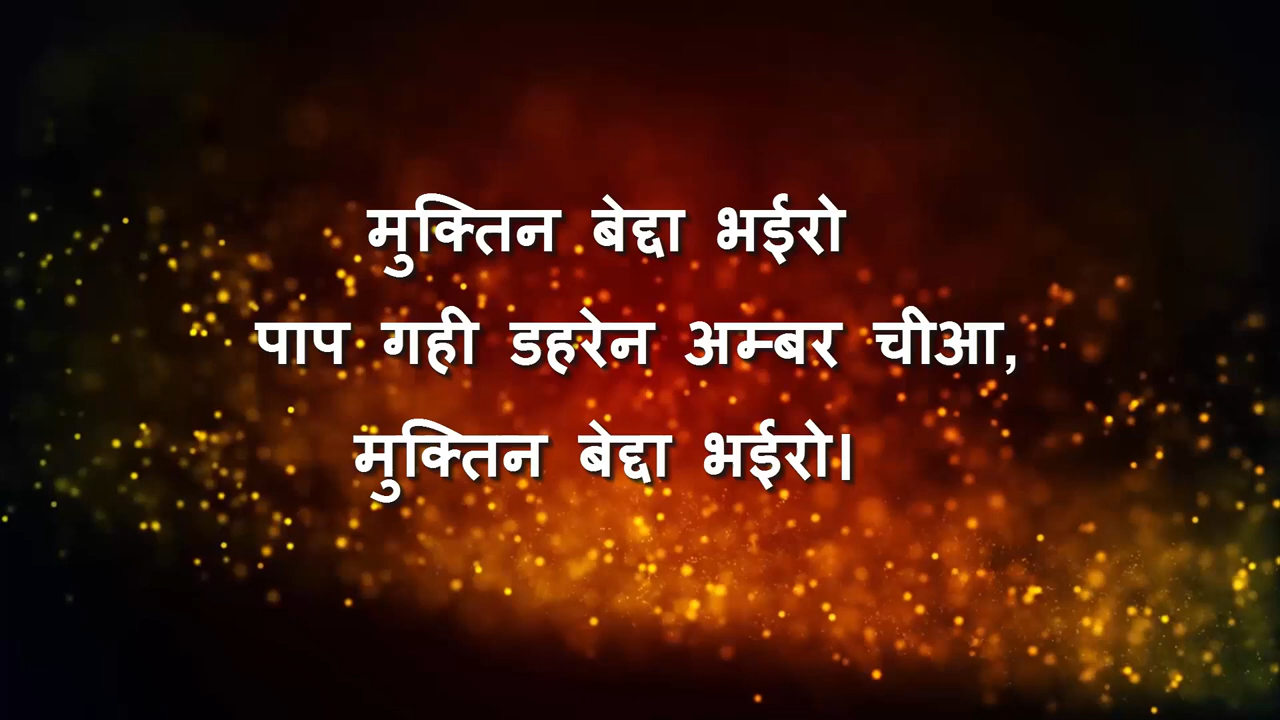 मुक्तिन बेद्दा भईरो
पाप गही डहरेन अम्बर चीआ,
मुक्तिन बेद्दा भईरो।